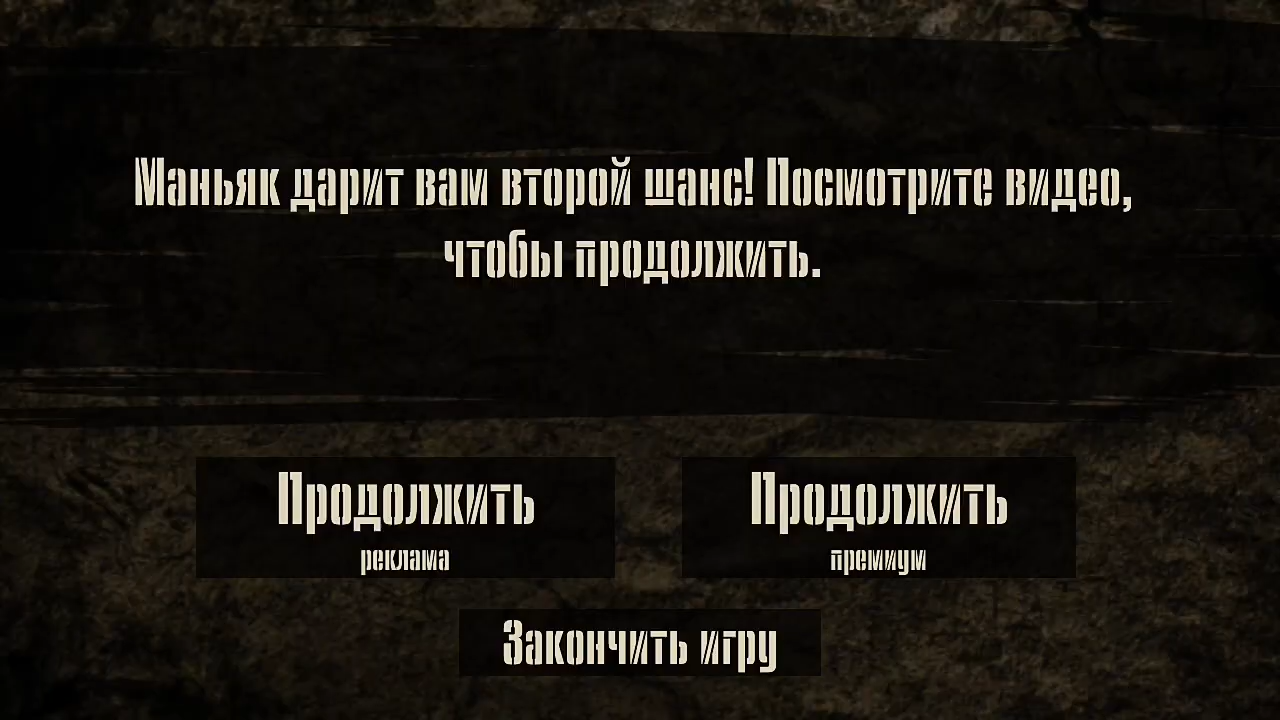 Маньяк дарит вам второй шанс! Посмотрите видео,
чтобы продолжить.
Продолжить
реклама
Продолжить
премиум
Закончить игру